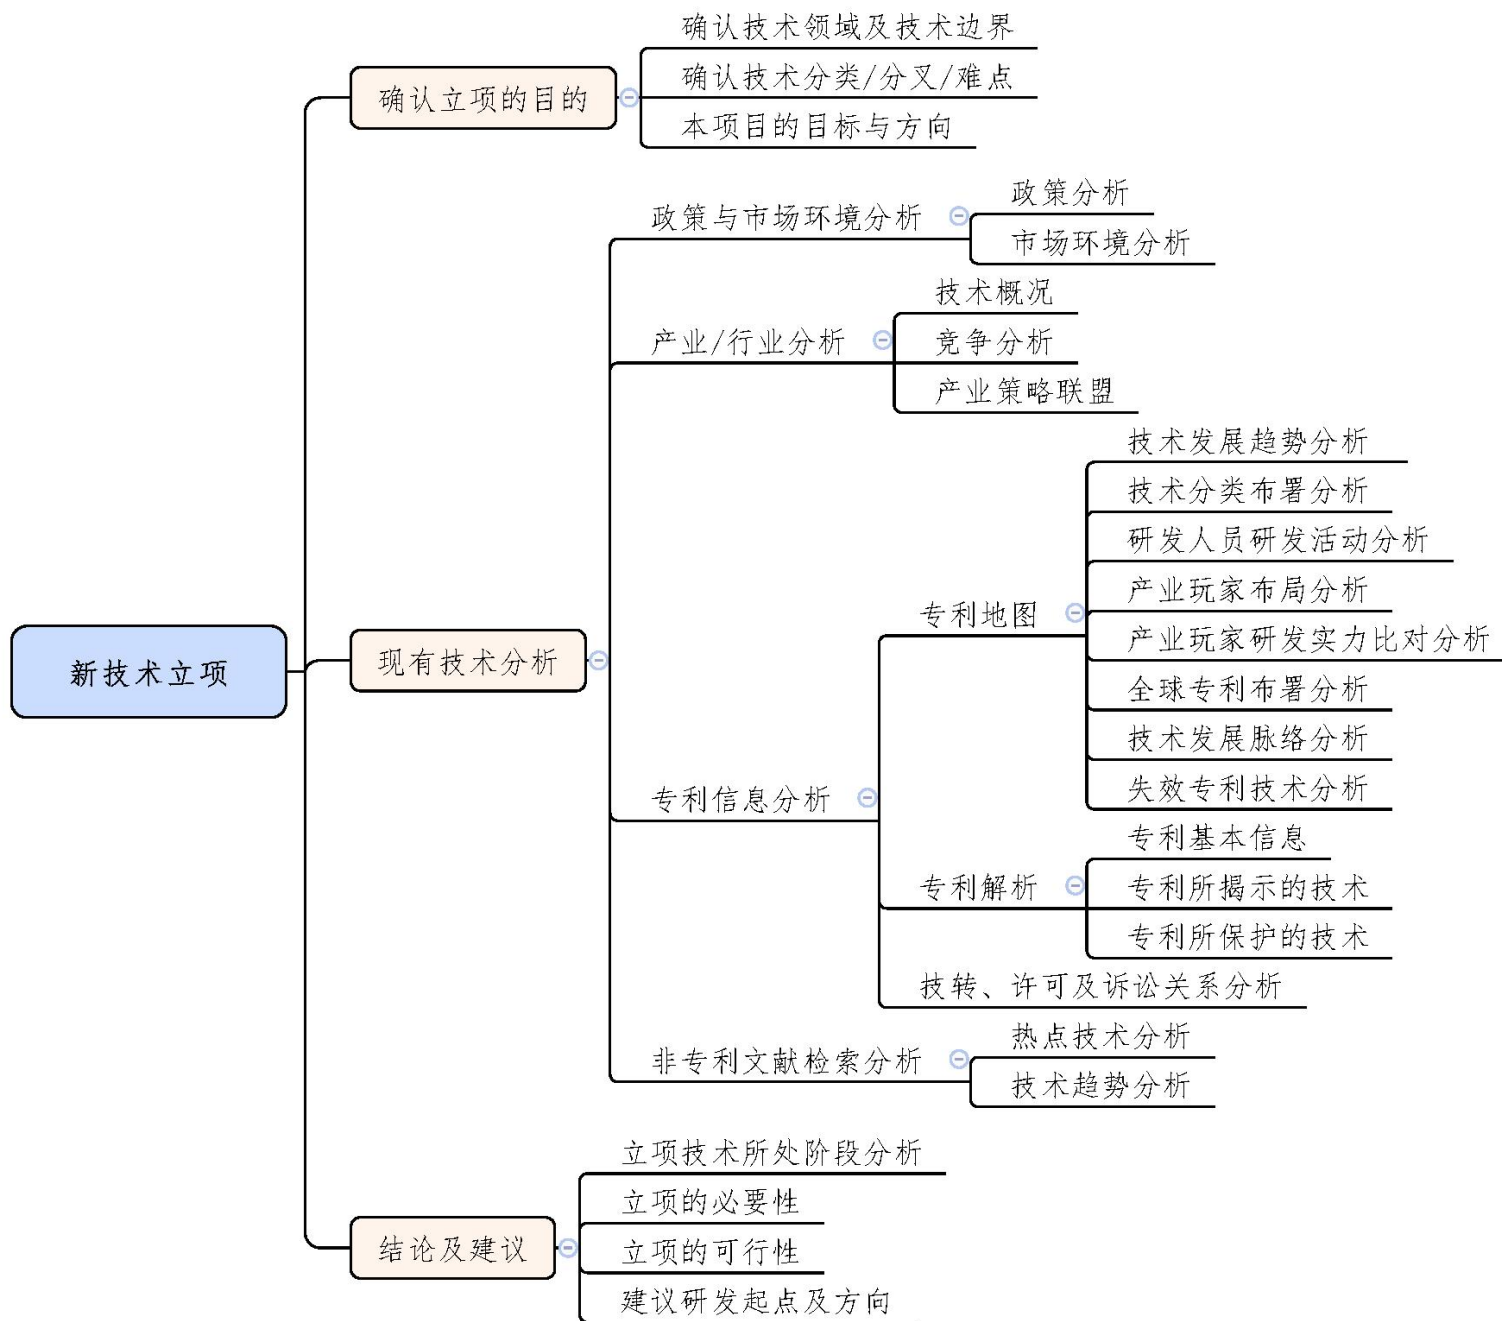 新技术立项
确认立项的目的
确认技术领域及技术边界
确认技术分类/分叉/难点
本项目的目标与方向
现有技术分析
政策与市场环境分析
政策分析
市场环境分析
产业/行业分析
技术概况
竞争分析
产业策略联盟
专利信息分析
专利地图
技术发展趋势分析
技术分类布署分析
研发人员研发活动分析
产业玩家布局分析
产业玩家研发实力比对分析
全球专利布署分析
技术发展脉络分析
失效专利技术分析
专利解析
专利基本信息
专利所揭示的技术
专利所保护的技术
技转、许可及诉讼关系分析
非专利文献检索分析
热点技术分析
技术趋势分析
结论及建议
立项技术所处阶段分析
立项的必要性
立项的可行性
建议研发起点及方向